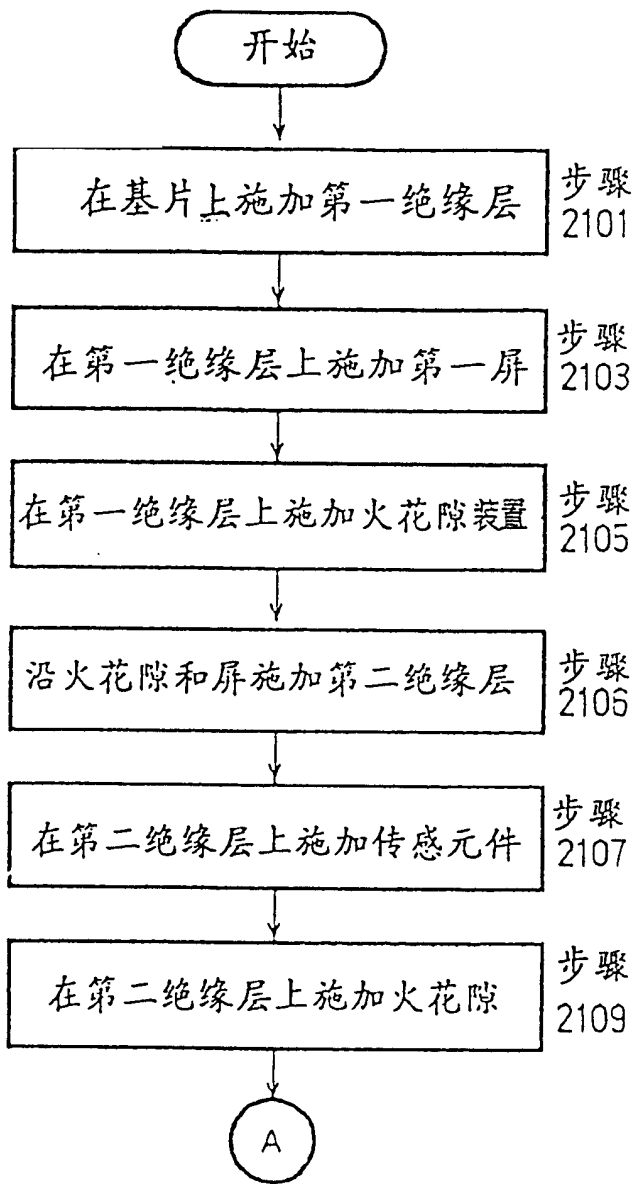 开始
在基片上施加第一绝缘层
步骤
2101
在第一绝缘层上施加第一屏
步骤
2103
在第一绝缘层上施加火花隙装置
步骤
2105
沿火花隙和屏施加第二绝缘层
步骤
2106
在第二绝缘层上施加传感元件
步骤
2107
在第二绝缘层上施加火花隙
步骤
2109
A